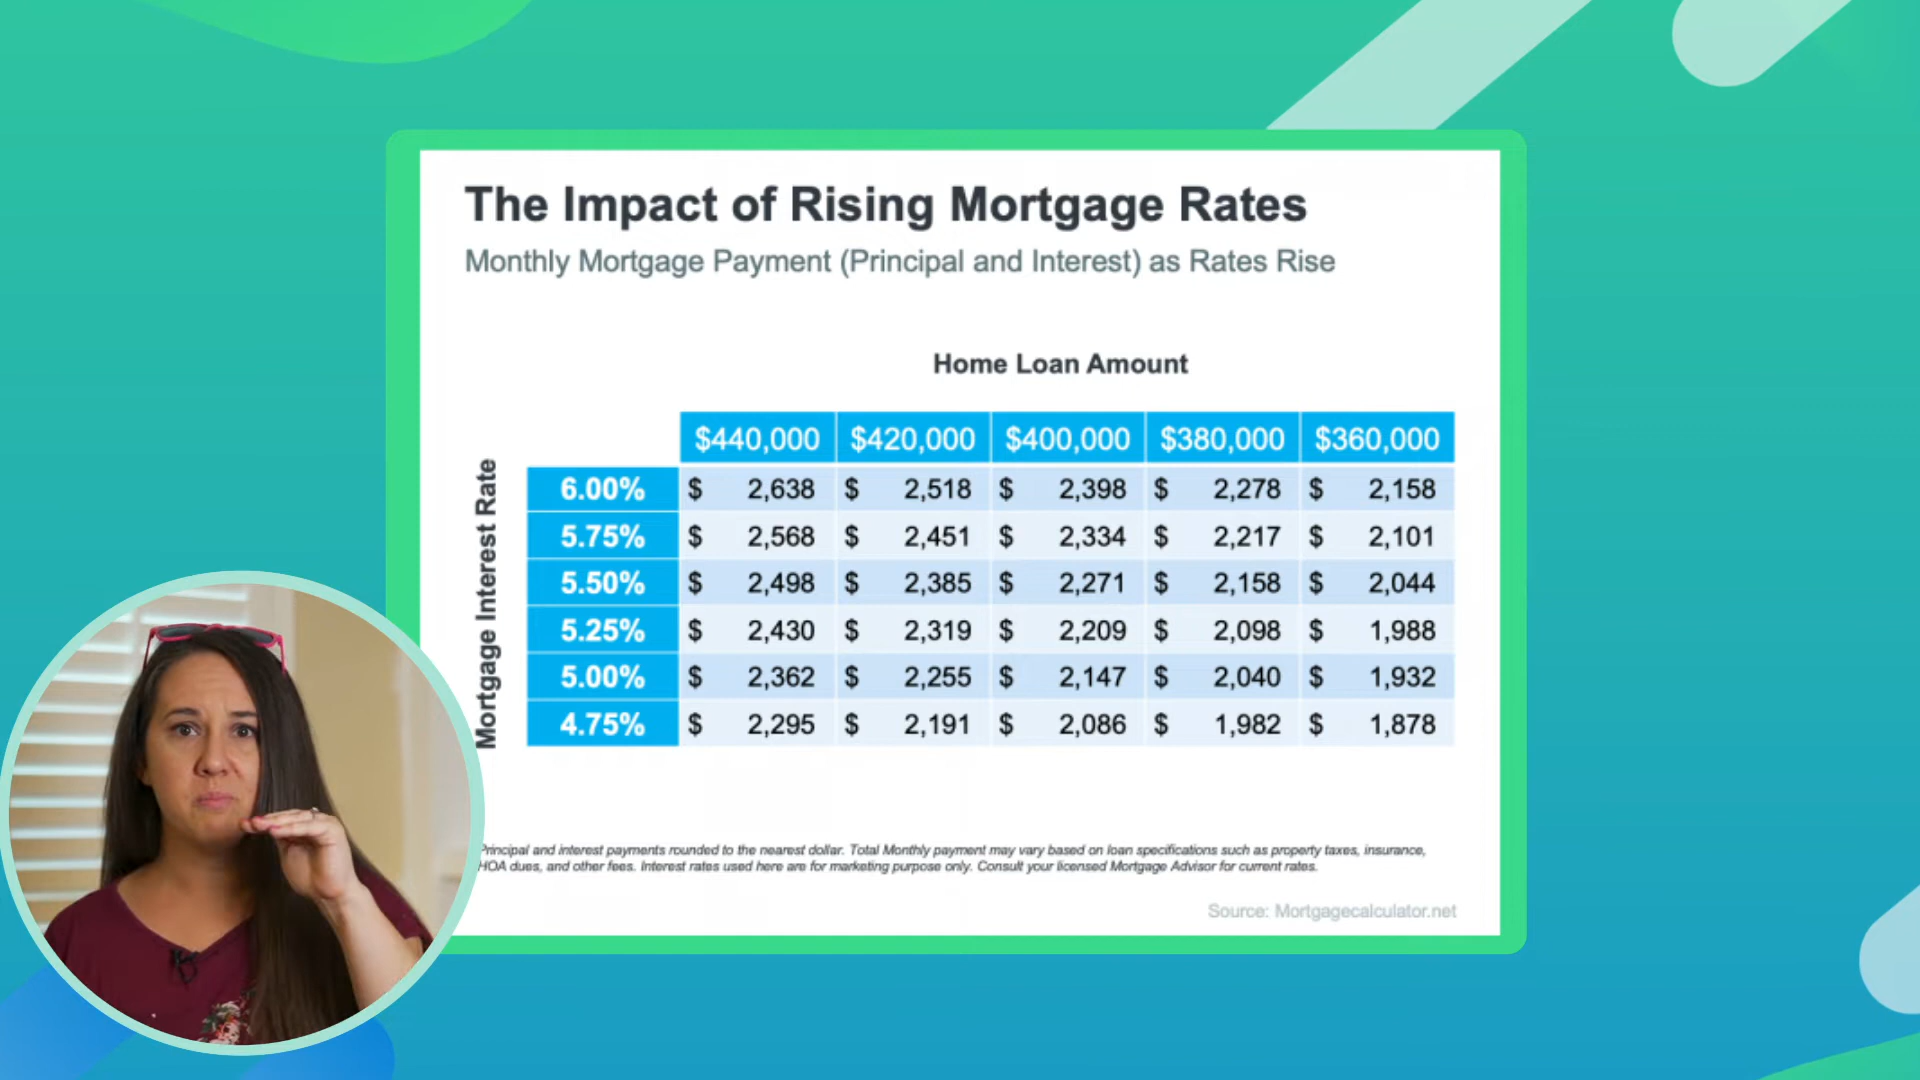 The Impact of Rising Mortgage Rates
Monthly Mortgage Payment (Principal and Interest) as Rates Rise
Home Loan Amount
Mortgage Interest Rate
$440,000 $420,000 $400,000 $380,000 $360,000
6.00% $ 2,638 $ 2,518 $ 2,398 $ 2,278 $ 2,158
5.75% $ 2,568 $ 2,451 $ 2,334 $ 2,217 $ 2,101
5.50% $ 2,498 $ 2,385 $ 2,271 $ 2,158 $ 2,044
5.25% $ 2,430 $ 2,319 $ 2,209 $ 2,098 $ 1,988
5.00% $ 2,362 $ 2,255 $ 2,147 $ 2,040 $ 1,932
4.75% $ 2,295 $ 2,191 $ 2,086 $ 1,982 $ 1,878
Principal and interest payments rounded to the nearest dollar. Total Monthly payment may vary based on loan specifications such as property taxes, insurance,
HOA dues, and other fees. Interest rates used here are for marketing purpose only. Consult your licensed Mortgage Advisor for current rates.
Source: Mortgagecalculator.net